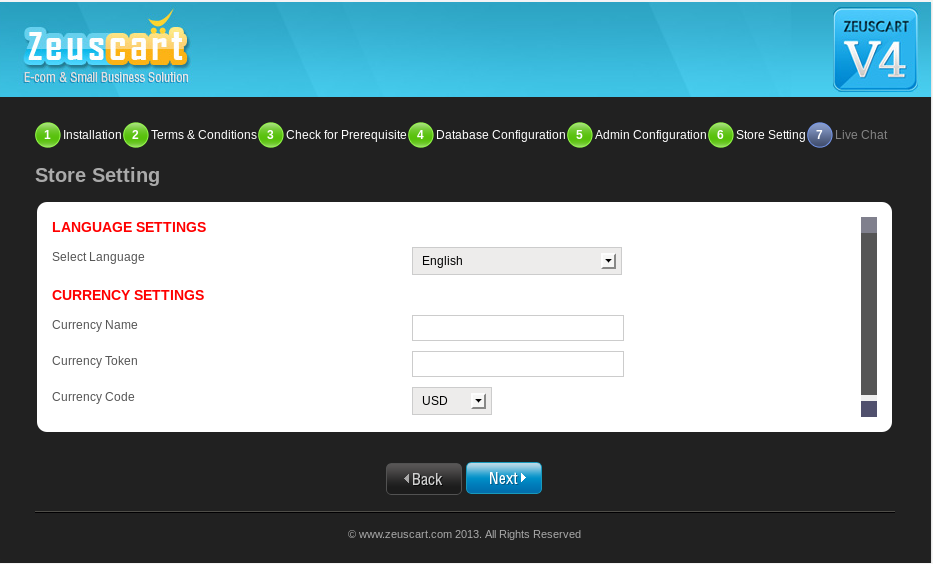 Zeuscart
E-com & Small Business Solution
ZEUSCART
V4
1 Installation 2 Terms & Conditions 3 Check for Prerequisite 4 Database Configuration 5 Admin Configuration 6 Store Setting 7 Live Chat
Store Setting
LANGUAGE SETTINGS
Select Language English
CURRENCY SETTINGS
Currency Name
Currency Token
Currency Code USD
Back Next
© www.zeuscart.com 2013. All Rights Reserved